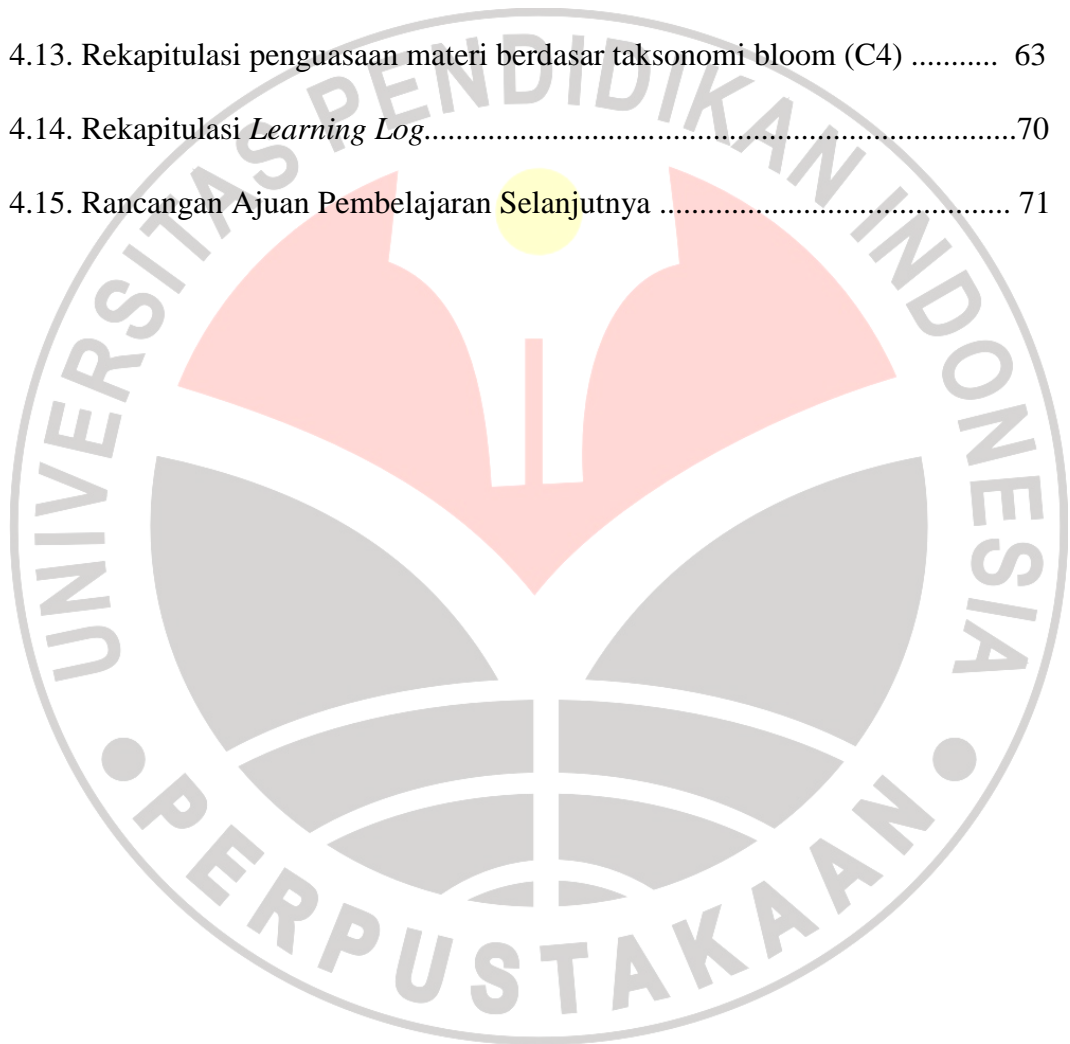 4.13. Rekapitulasi penguasaan materi berdasar taksonomi bloom (C4) ........... 63
4.14. Rekapitulasi Learning Log..........................................................................70
4.15. Rancangan Ajuan Pembelajaran Selanjutnya ............................................ 71
UNIVERSITAS PENDIDIKAN INDONESIA
PERPUSTAKAAN